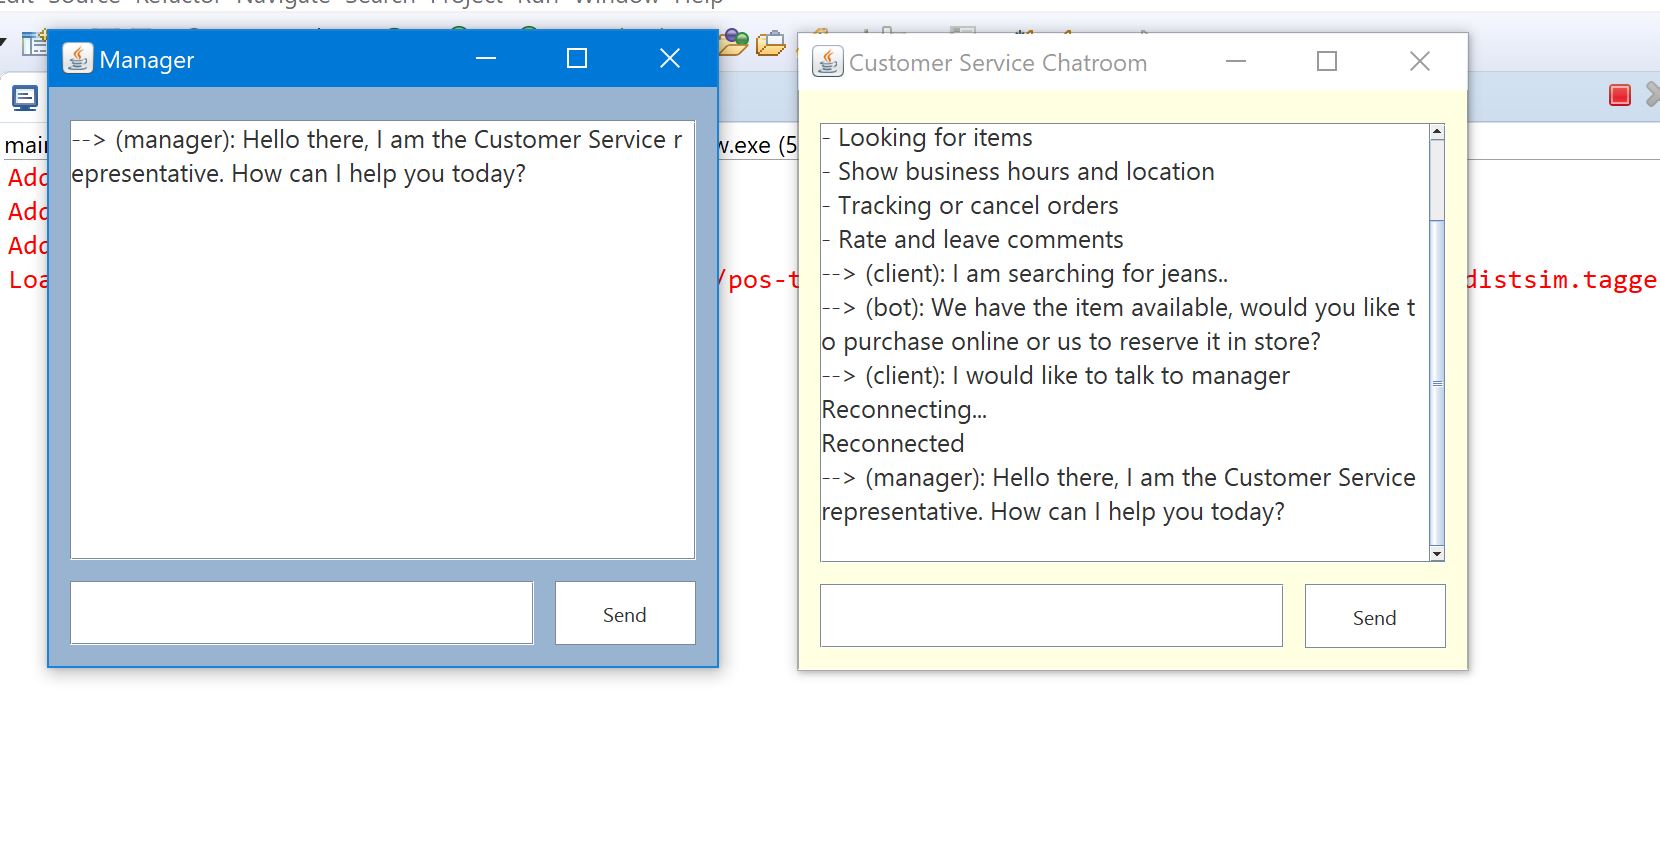 Edit Source Refactor Navigate Search Project Run Window Help
Manager
--> (manager): Hello there, I am the Customer Service r
epresentative. How can I help you today?
Send
Customer Service Chatroom
- Looking for items
- Show business hours and location
- Tracking or cancel orders
- Rate and leave comments
--> (client): I am searching for jeans..
--> (bot): We have the item available, would you like t
o purchase online or us to reserve it in store?
--> (client): I would like to talk to manager
Reconnecting...
Reconnected
--> (manager): Hello there, I am the Customer Service
representative. How can I help you today?
Send
mai
w.exe (5
Add
Add
Add
Loa
/pos-t
distsim.tagge